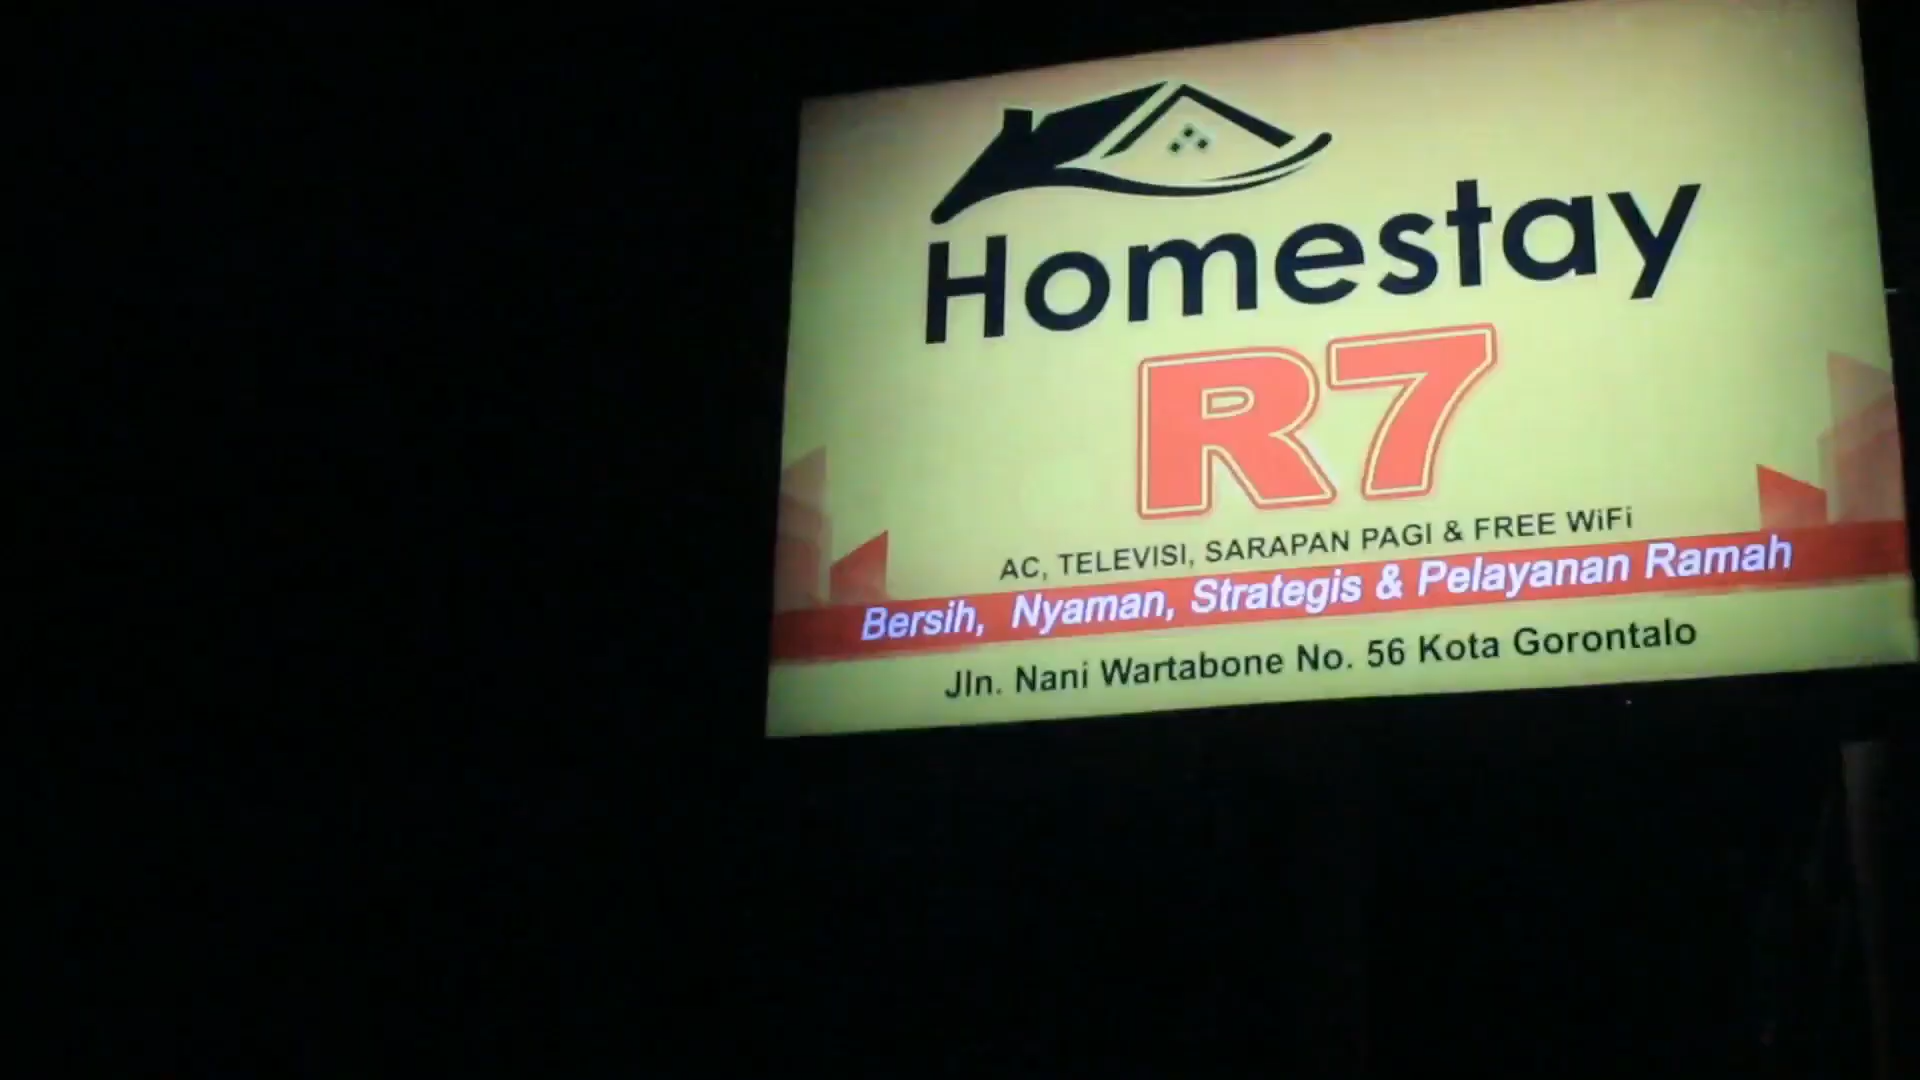 Homestay
R7
AC, TELEVISI, SARAPAN PAGI & FREE WiFi
Bersih, Nyaman, Strategis & Pelayanan Ramah
Jln. Nani Wartabone No. 56 Kota Gorontalo